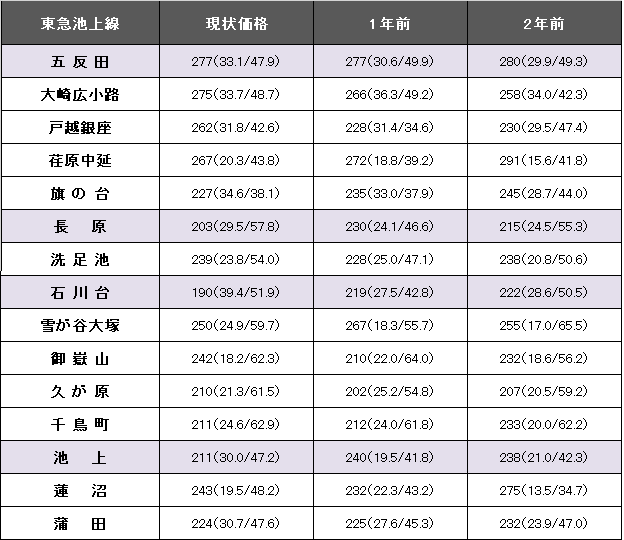 東急池上線 現状価格 1年前 2年前
五反田 277(33.1/47.9) 277(30.6/49.9) 280(29.9/49.3)
大崎広小路 275(33.7/48.7) 266(36.3/49.2) 258(34.0/42.3)
戸越銀座 262(31.8/42.6) 228(31.4/34.6) 230(29.5/47.4)
荏原中延 267(20.3/43.8) 272(18.8/39.2) 291(15.6/41.8)
旗の台 227(34.6/38.1) 235(33.0/37.9) 245(28.7/44.0)
長原 203(29.5/57.8) 230(24.1/46.6) 215(24.5/55.3)
洗足池 239(23.8/54.0) 228(25.0/47.1) 238(20.8/50.6)
石川台 190(39.4/51.9) 219(27.5/42.8) 222(28.6/50.5)
雪が谷大塚 250(24.9/59.7) 267(18.3/55.7) 255(17.0/65.5)
御嶽山 242(18.2/62.3) 210(22.0/64.0) 232(18.6/56.2)
久が原 210(21.3/61.5) 202(25.2/54.8) 207(20.5/59.2)
千鳥町 211(24.6/62.9) 212(24.0/61.8) 233(20.0/62.2)
池上 211(30.0/47.2) 240(19.5/41.8) 238(21.0/42.3)
蓮沼 243(19.5/48.2) 232(22.3/43.2) 275(13.5/34.7)
蒲田 224(30.7/47.6) 225(27.6/45.3) 232(23.9/47.0)